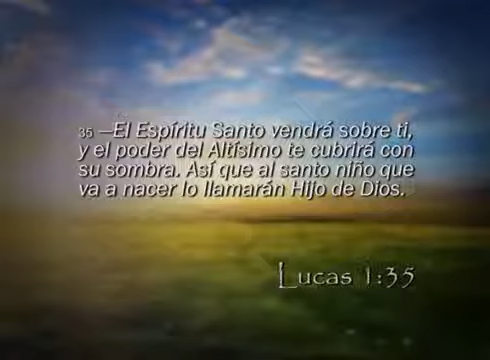 35 —El Espíritu Santo vendrá sobre ti,
y el poder del Altísimo te cubrirá con
su sombra. Así que al santo niño que
va a nacer lo llamarán Hijo de Dios.
Lucas 1:35